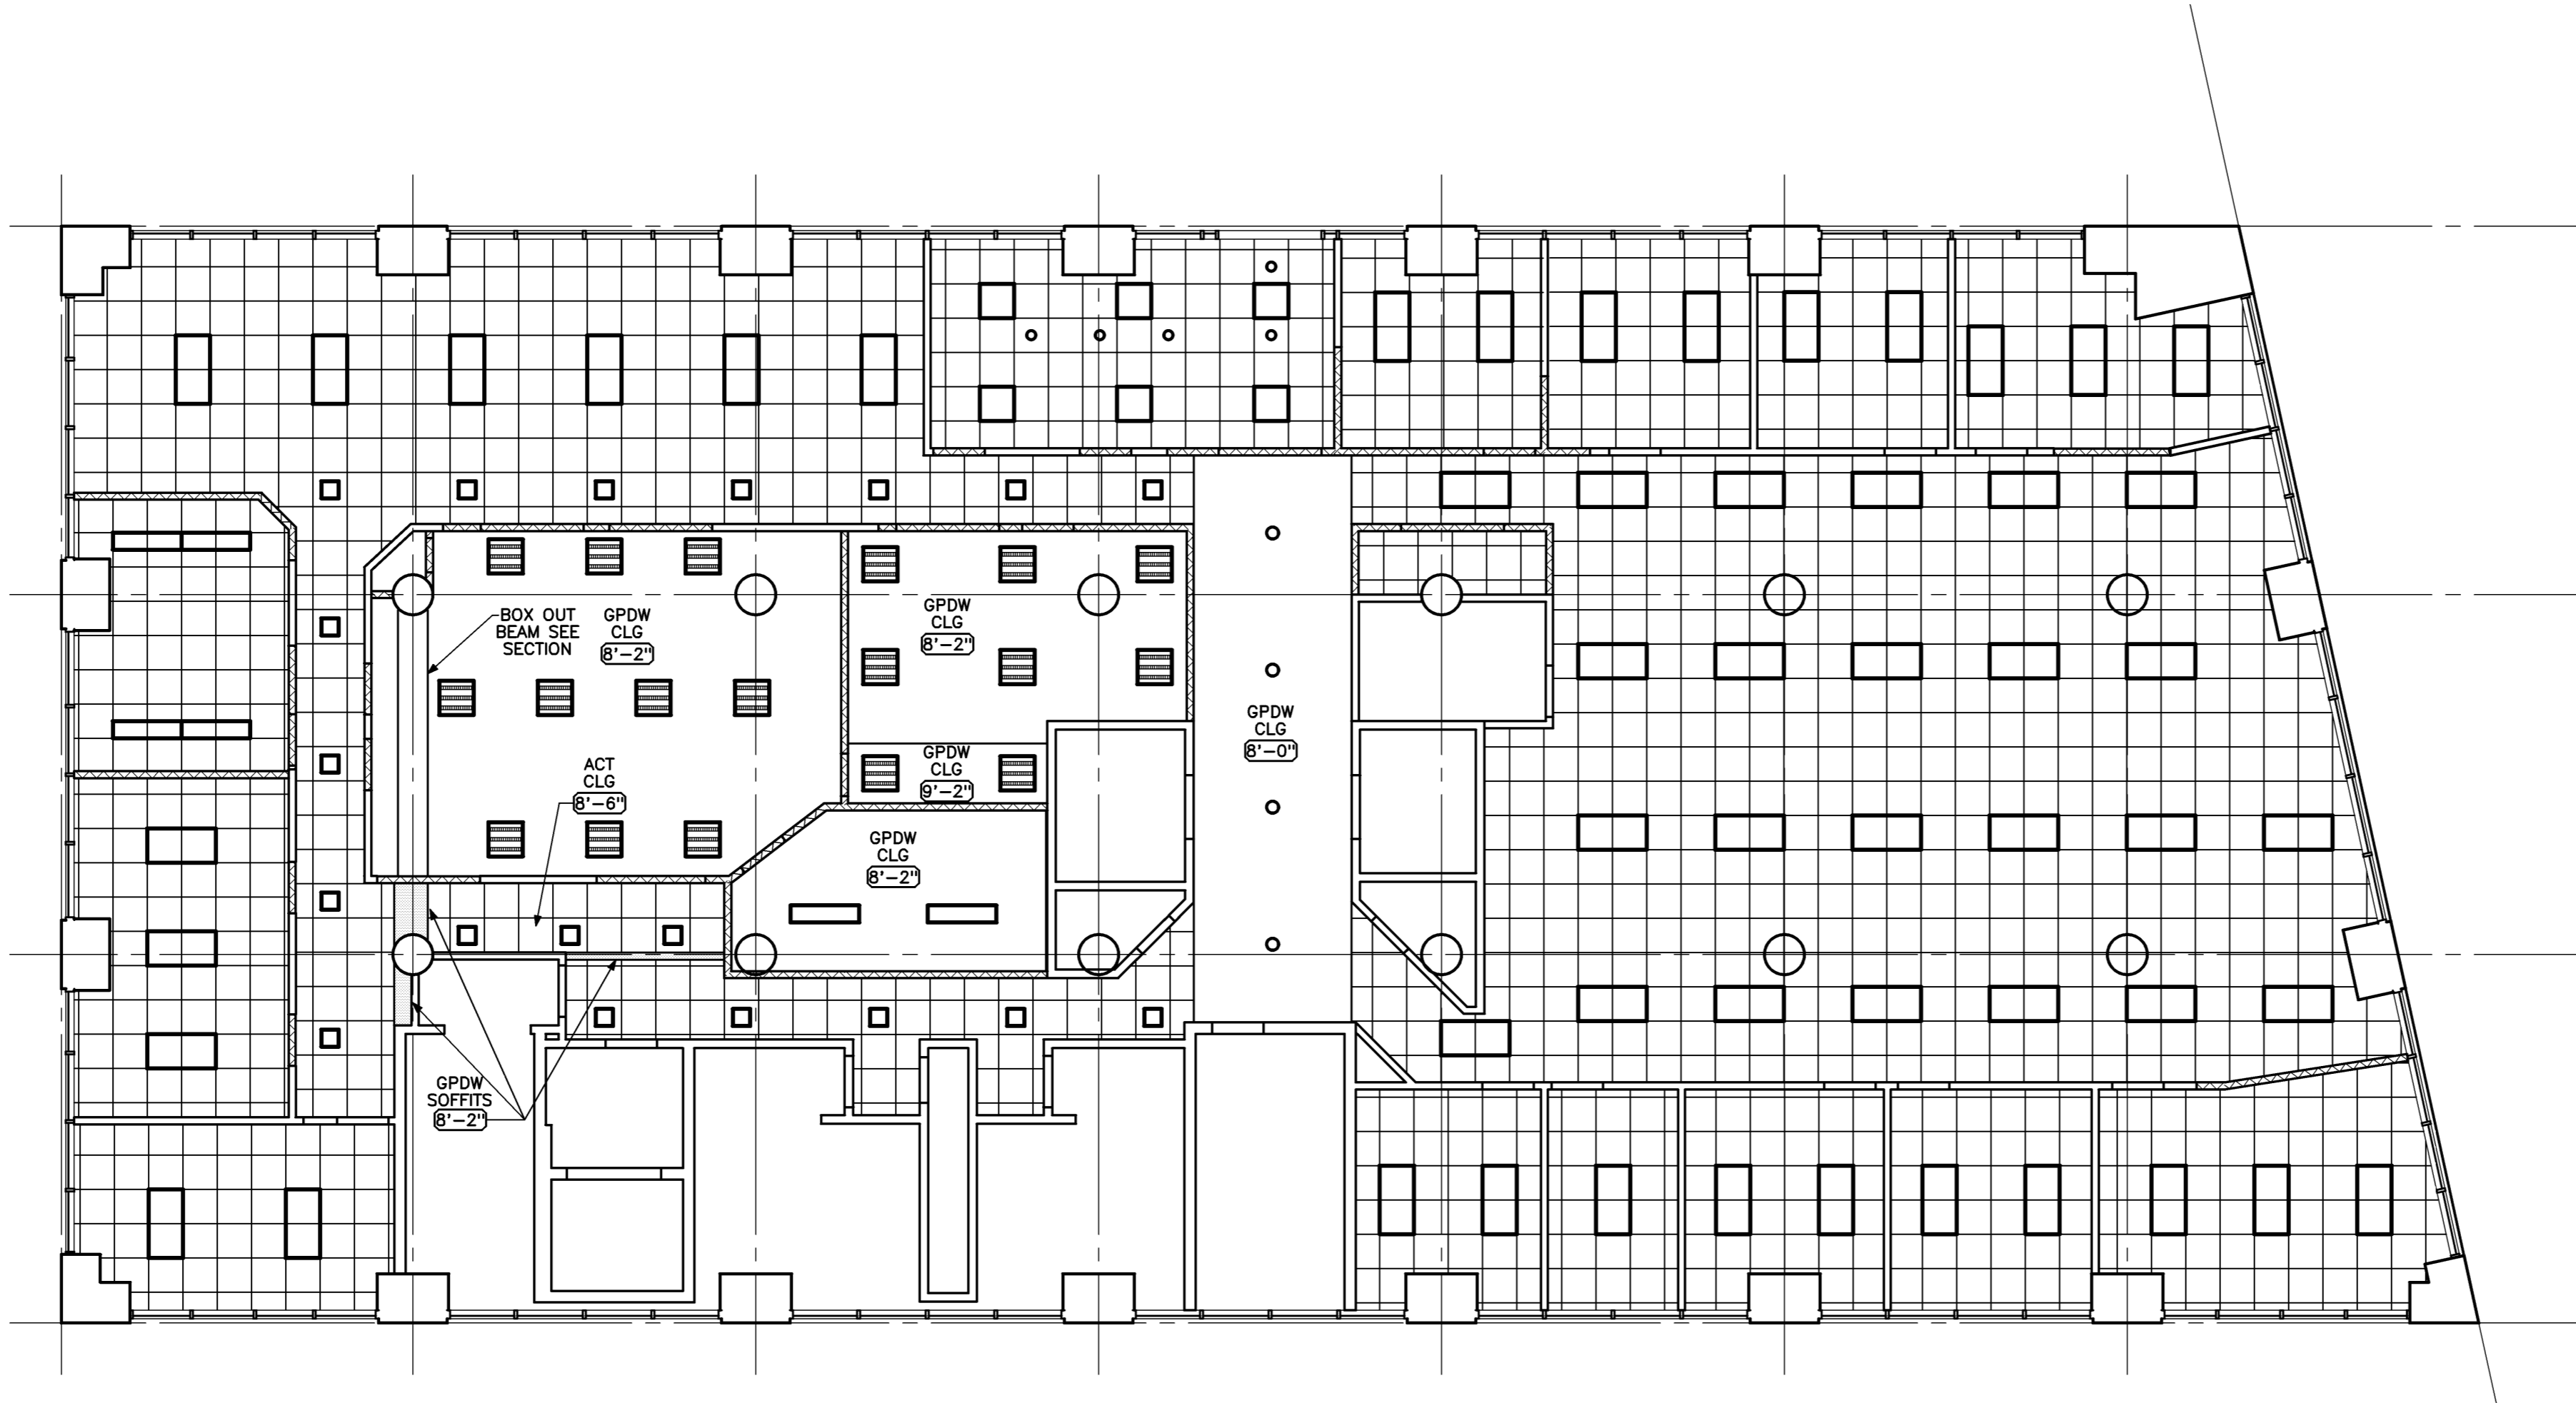 BOX OUT
BEAM SEE
SECTION
GPDW
CLG
8'-2"
GPDW
CLG
8'-2"
GPDW
CLG
8'-0"
GPDW
CLG
9'-2"
ACT
CLG
8'-6"
GPDW
CLG
8'-2"
GPDW
SOFFITS
8'-2"